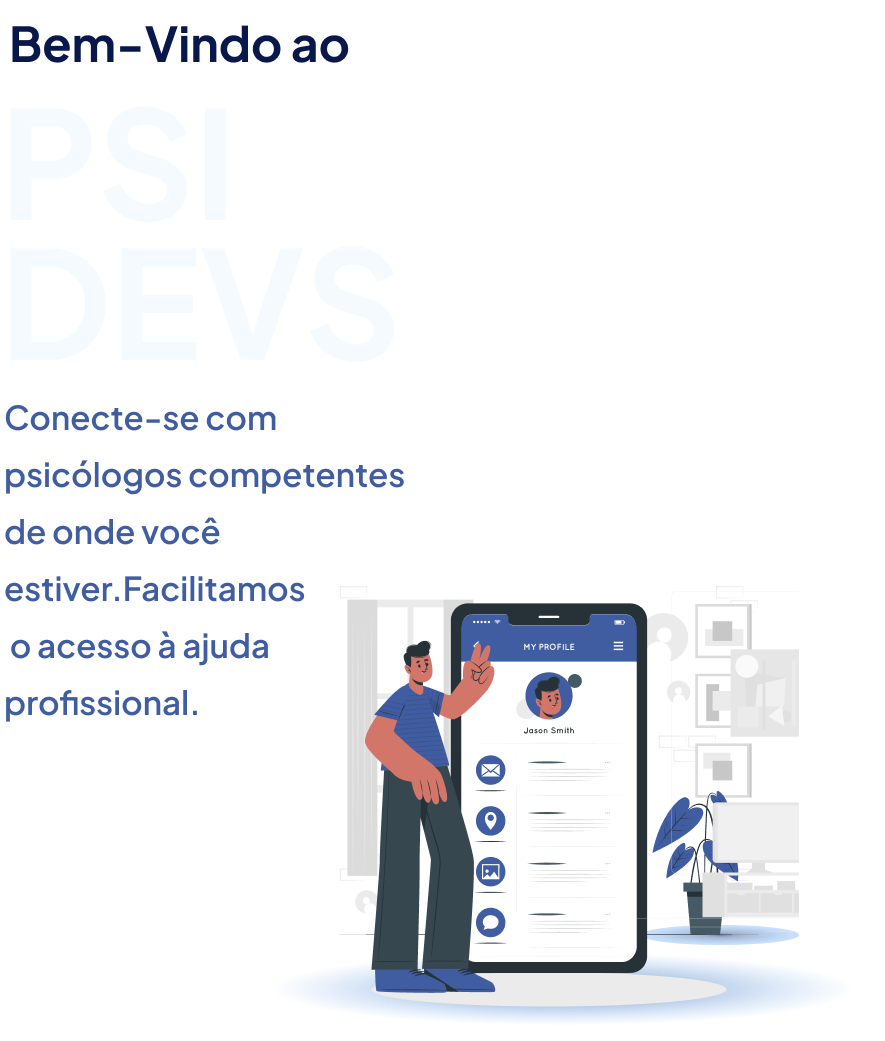 Bem-Vindo ao
PSI
DEVS
Conecte-se com
psicólogos competentes
de onde você
estiver.Facilitamos
o acesso à ajuda
profissional.
MY PROFILE
Jason Smith